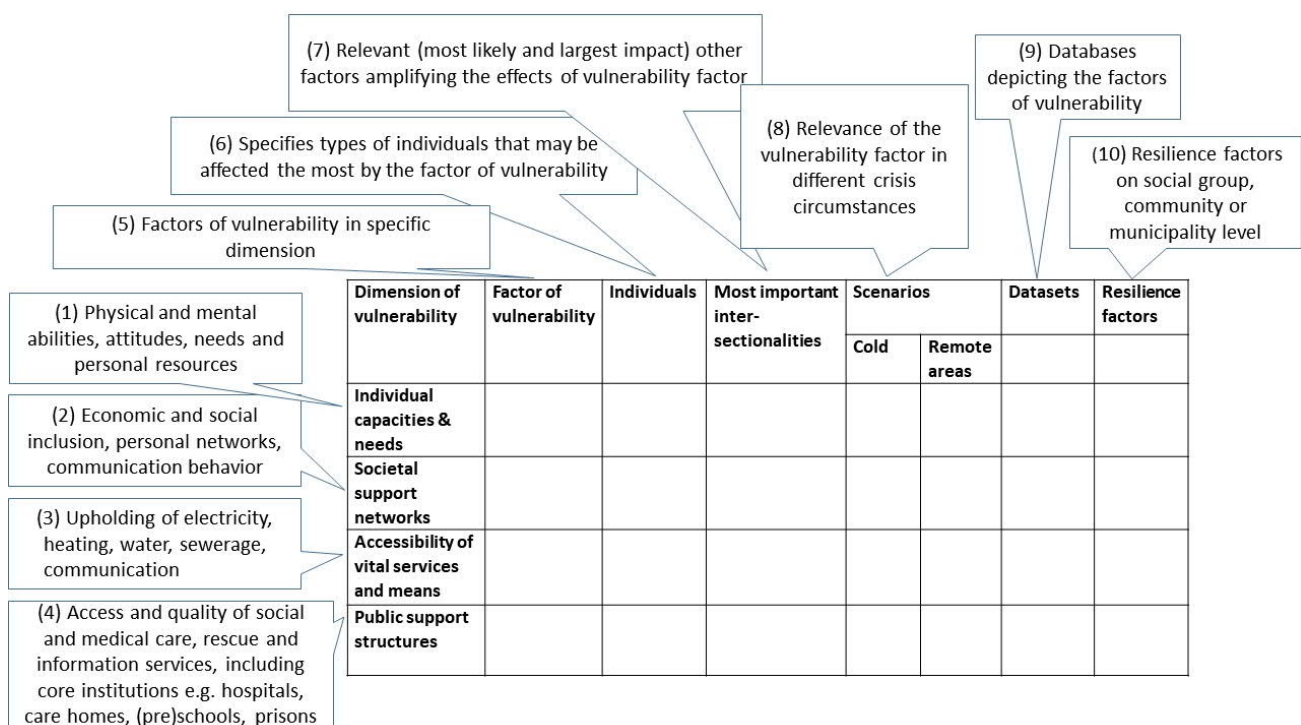 (7) Relevant (most likely and largest impact) other
factors amplifying the effects of vulnerability factor
(9) Databases
depicting the factors
of vulnerability
(6) Specifies types of individuals that may be
affected the most by the factor of vulnerability
(8) Relevance of the
vulnerability factor in
different crisis
circumstances
(10) Resilience factors
on social group,
community or
municipality level
(5) Factors of vulnerability in specific
dimension
(1) Physical and mental
abilities, attitudes, needs and
personal resources
(2) Economic and social
inclusion, personal networks,
communication behavior
(3) Upholding of electricity,
heating, water, sewerage,
communication
(4) Access and quality of social
and medical care, rescue and
information services, including
core institutions e.g. hospitals,
care homes, (pre)schools, prisons
Dimension of
vulnerability
Factor of
vulnerability
Individuals
Most important
inter-
sectionalities
Scenarios
Datasets
Resilience
factors
Cold
Remote
areas
Individual
capacities &
needs
Societal
support
networks
Accessibility of
vital services
and means
Public support
structures